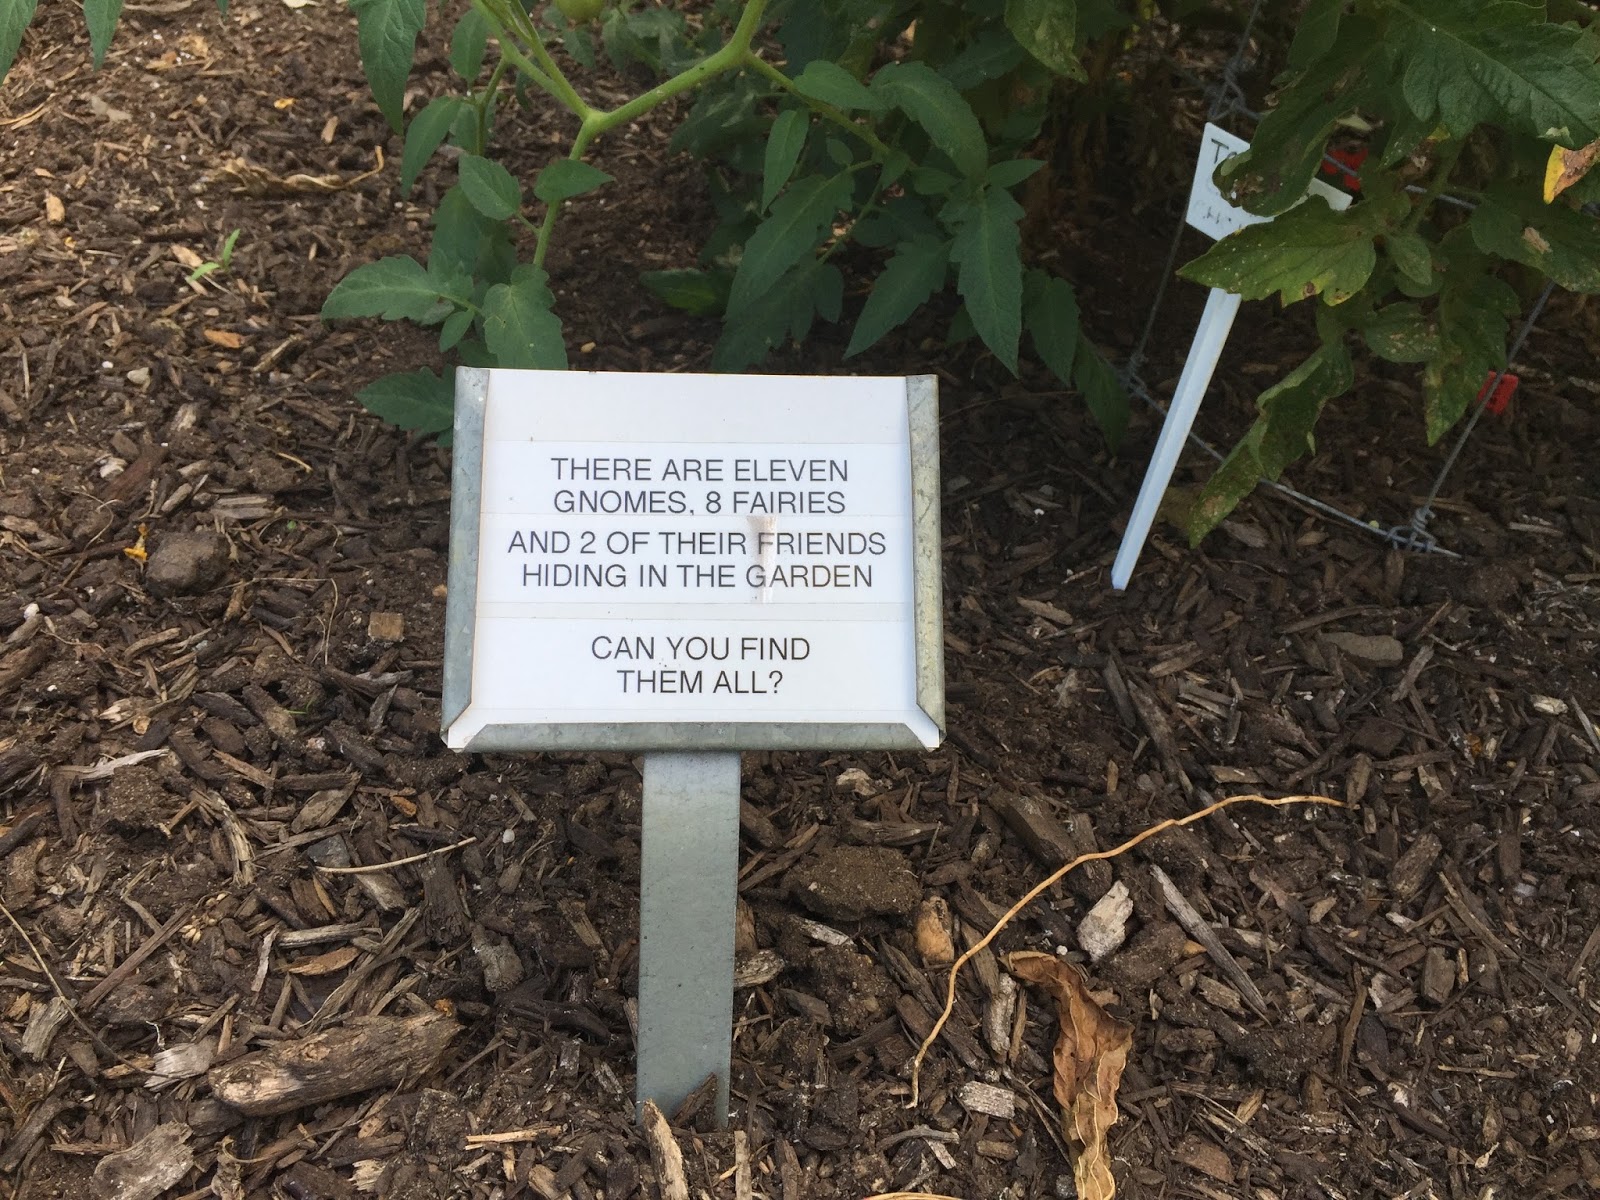 THERE ARE ELEVEN
GNOMES, 8 FAIRIES
AND 2 OF THEIR FRIENDS
HIDING IN THE GARDEN
CAN YOU FIND
THEM ALL?